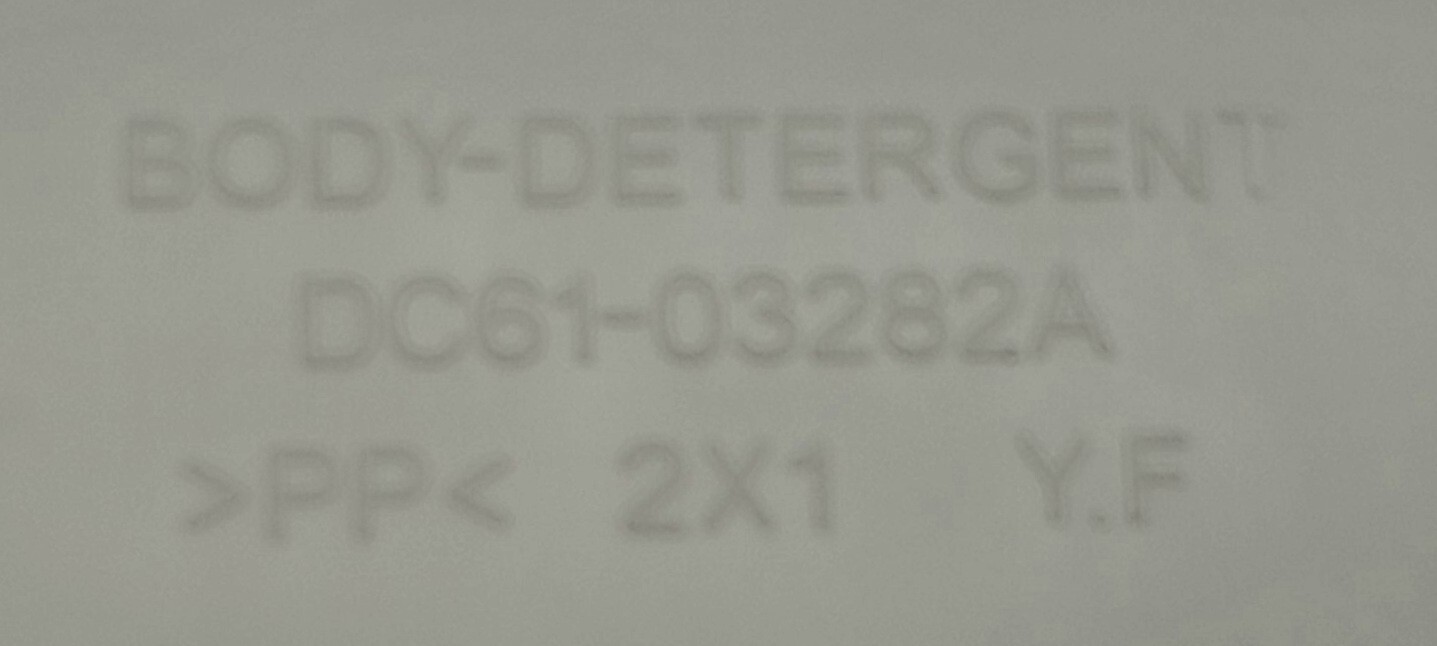 BODY-DETERGENT
DC61-03282A
>PP< 2X1 Y.F